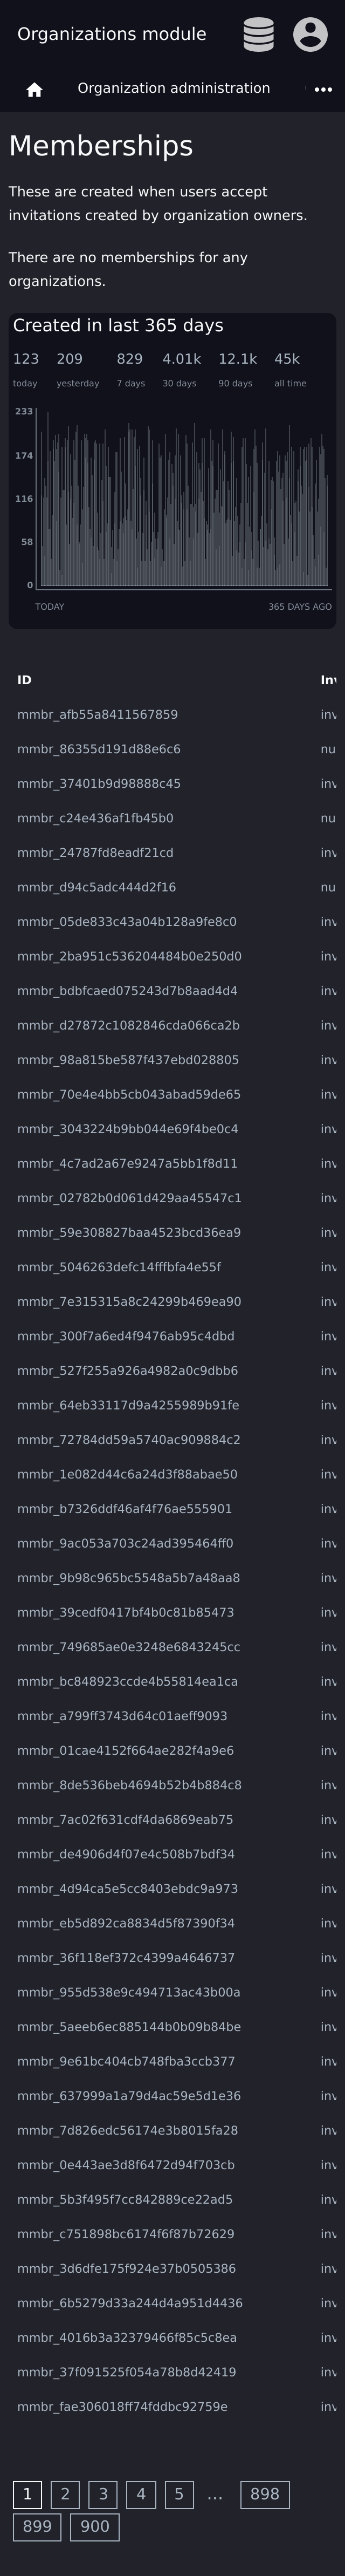 Organizations module
Organization administration
Memberships
These are created when users accept
invitations created by organization owners.
There are no memberships for any
organizations.
Created in last 365 days
123 209 829 4.01k 12.1k 45k
today yesterday 7 days 30 days 90 days all time
233
174
116
58
0
TODAY 365 DAYS AGO
ID Inv
mmbr_afb55a8411567859 inv
mmbr_86355d191d88e6c6 nu
mmbr_37401b9d98888c45 inv
mmbr_c24e436af1fb45b0 nu
mmbr_24787fd8eadf21cd inv
mmbr_d94c5adc444d2f16 nu
mmbr_05de833c43a04b128a9fe8c0 inv
mmbr_2ba951c536204484b0e250d0 inv
mmbr_bdbfcaed075243d7b8aad4d4 inv
mmbr_d27872c1082846cda066ca2b inv
mmbr_98a815be587f437ebd028805 inv
mmbr_70e4e4bb5cb043abad59de65 inv
mmbr_3043224b9bb044e69f4be0c4 inv
mmbr_4c7ad2a67e9247a5bb1f8d11 inv
mmbr_02782b0d061d429aa45547c1 inv
mmbr_59e308827baa4523bcd36ea9 inv
mmbr_5046263defc14fffbfa4e55f inv
mmbr_7e315315a8c24299b469ea90 inv
mmbr_300f7a6ed4f9476ab95c4dbd inv
mmbr_527f255a926a4982a0c9dbb6 inv
mmbr_64eb33117d9a4255989b91fe inv
mmbr_72784dd59a5740ac909884c2 inv
mmbr_1e082d44c6a24d3f88abae50 inv
mmbr_b7326ddf46af4f76ae555901 inv
mmbr_9ac053a703c24ad395464ff0 inv
mmbr_9b98c965bc5548a5b7a48aa8 inv
mmbr_39cedf0417bf4b0c81b85473 inv
mmbr_749685ae0e3248e6843245cc inv
mmbr_bc848923ccde4b55814ea1ca inv
mmbr_a799ff3743d64c01aeff9093 inv
mmbr_01cae4152f664ae282f4a9e6 inv
mmbr_8de536beb4694b52b4b884c8 inv
mmbr_7ac02f631cdf4da6869eab75 inv
mmbr_de4906d4f07e4c508b7bdf34 inv
mmbr_4d94ca5e5cc8403ebdc9a973 inv
mmbr_eb5d892ca8834d5f87390f34 inv
mmbr_36f118ef372c4399a4646737 inv
mmbr_955d538e9c494713ac43b00a inv
mmbr_5aeeb6ec885144b0b09b84be inv
mmbr_9e61bc404cb748fba3ccb377 inv
mmbr_637999a1a79d4ac59e5d1e36 inv
mmbr_7d826edc56174e3b8015fa28 inv
mmbr_0e443ae3d8f6472d94f703cb inv
mmbr_5b3f495f7cc842889ce22ad5 inv
mmbr_c751898bc6174f6f87b72629 inv
mmbr_3d6dfe175f924e37b0505386 inv
mmbr_6b5279d33a244d4a951d4436 inv
mmbr_4016b3a32379466f85c5c8ea inv
mmbr_37f091525f054a78b8d42419 inv
mmbr_fae306018ff74fddbc92759e inv
1 2 3 4 5 … 898
899 900